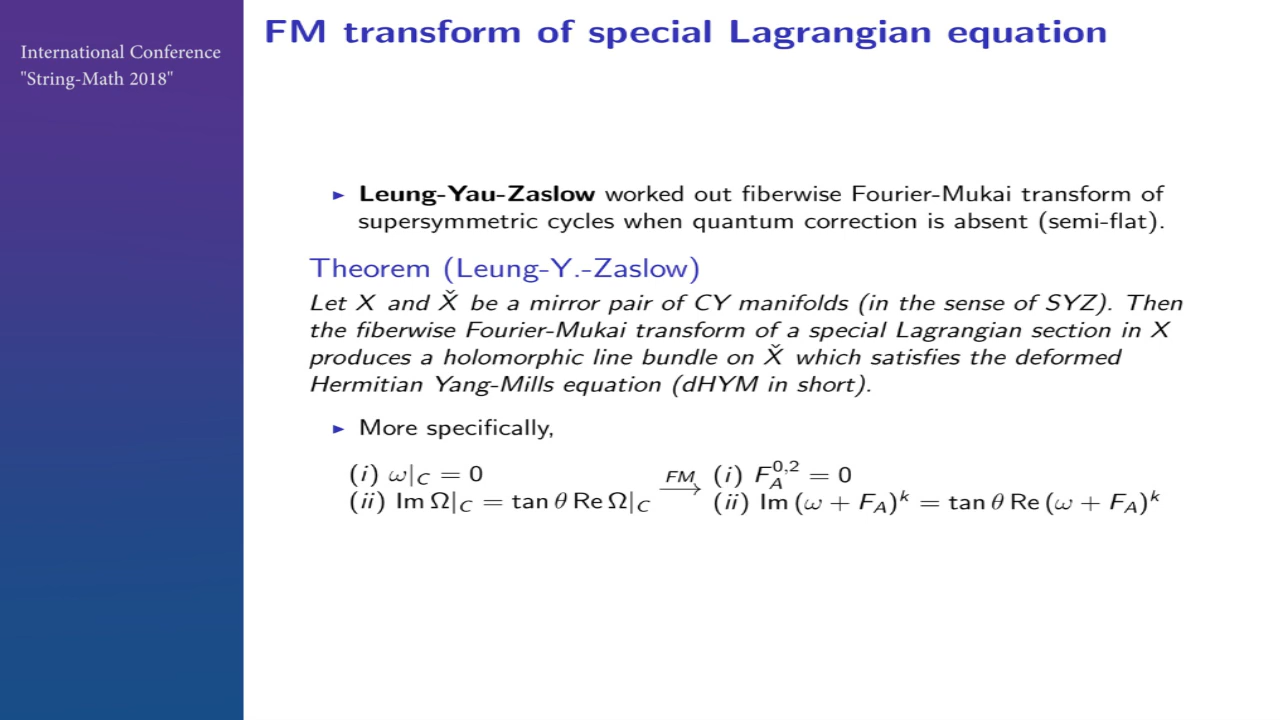 International Conference
"String-Math 2018"
FM transform of special Lagrangian equation
► Leung-Yau-Zaslow worked out fiberwise Fourier-Mukai transform of
supersymmetric cycles when quantum correction is absent (semi-flat).
Theorem (Leung-Y.-Zaslow)
Let X and X̌ be a mirror pair of CY manifolds (in the sense of SYZ). Then
the fiberwise Fourier-Mukai transform of a special Lagrangian section in X
produces a holomorphic line bundle on X̌ which satisfies the deformed
Hermitian Yang-Mills equation (dHYM in short).
► More specifically,
(i) ω|_C = 0 FM⟶ (i) F_A^{0,2} = 0
(ii) Im Ω|_C = tan θ Re Ω|_C (ii) Im (ω + F_A)^k = tan θ Re (ω + F_A)^k